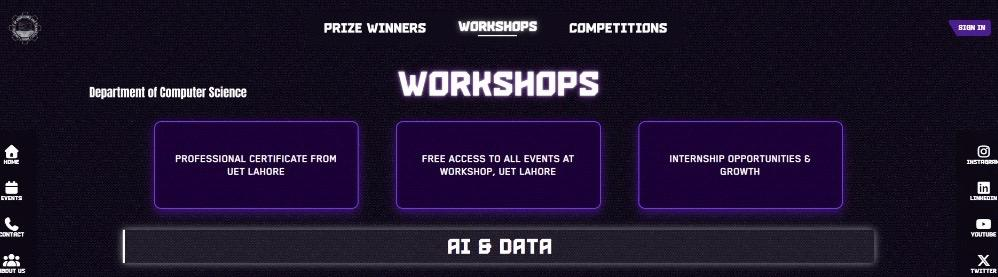 PRIZE WINNERS
WORKSHOPS
COMPETITIONS
SIGN IN
WORKSHOPS
Department of Computer Science
PROFESSIONAL CERTIFICATE FROM
UET LAHORE
FREE ACCESS TO ALL EVENTS AT
WORKSHOP, UET LAHORE
INTERNSHIP OPPORTUNITIES &
GROWTH
HOME
EVENTS
CONTACT
ABOUT US
INSTAGRAM
LINKEDIN
YOUTUBE
TWITTER
AI & DATA